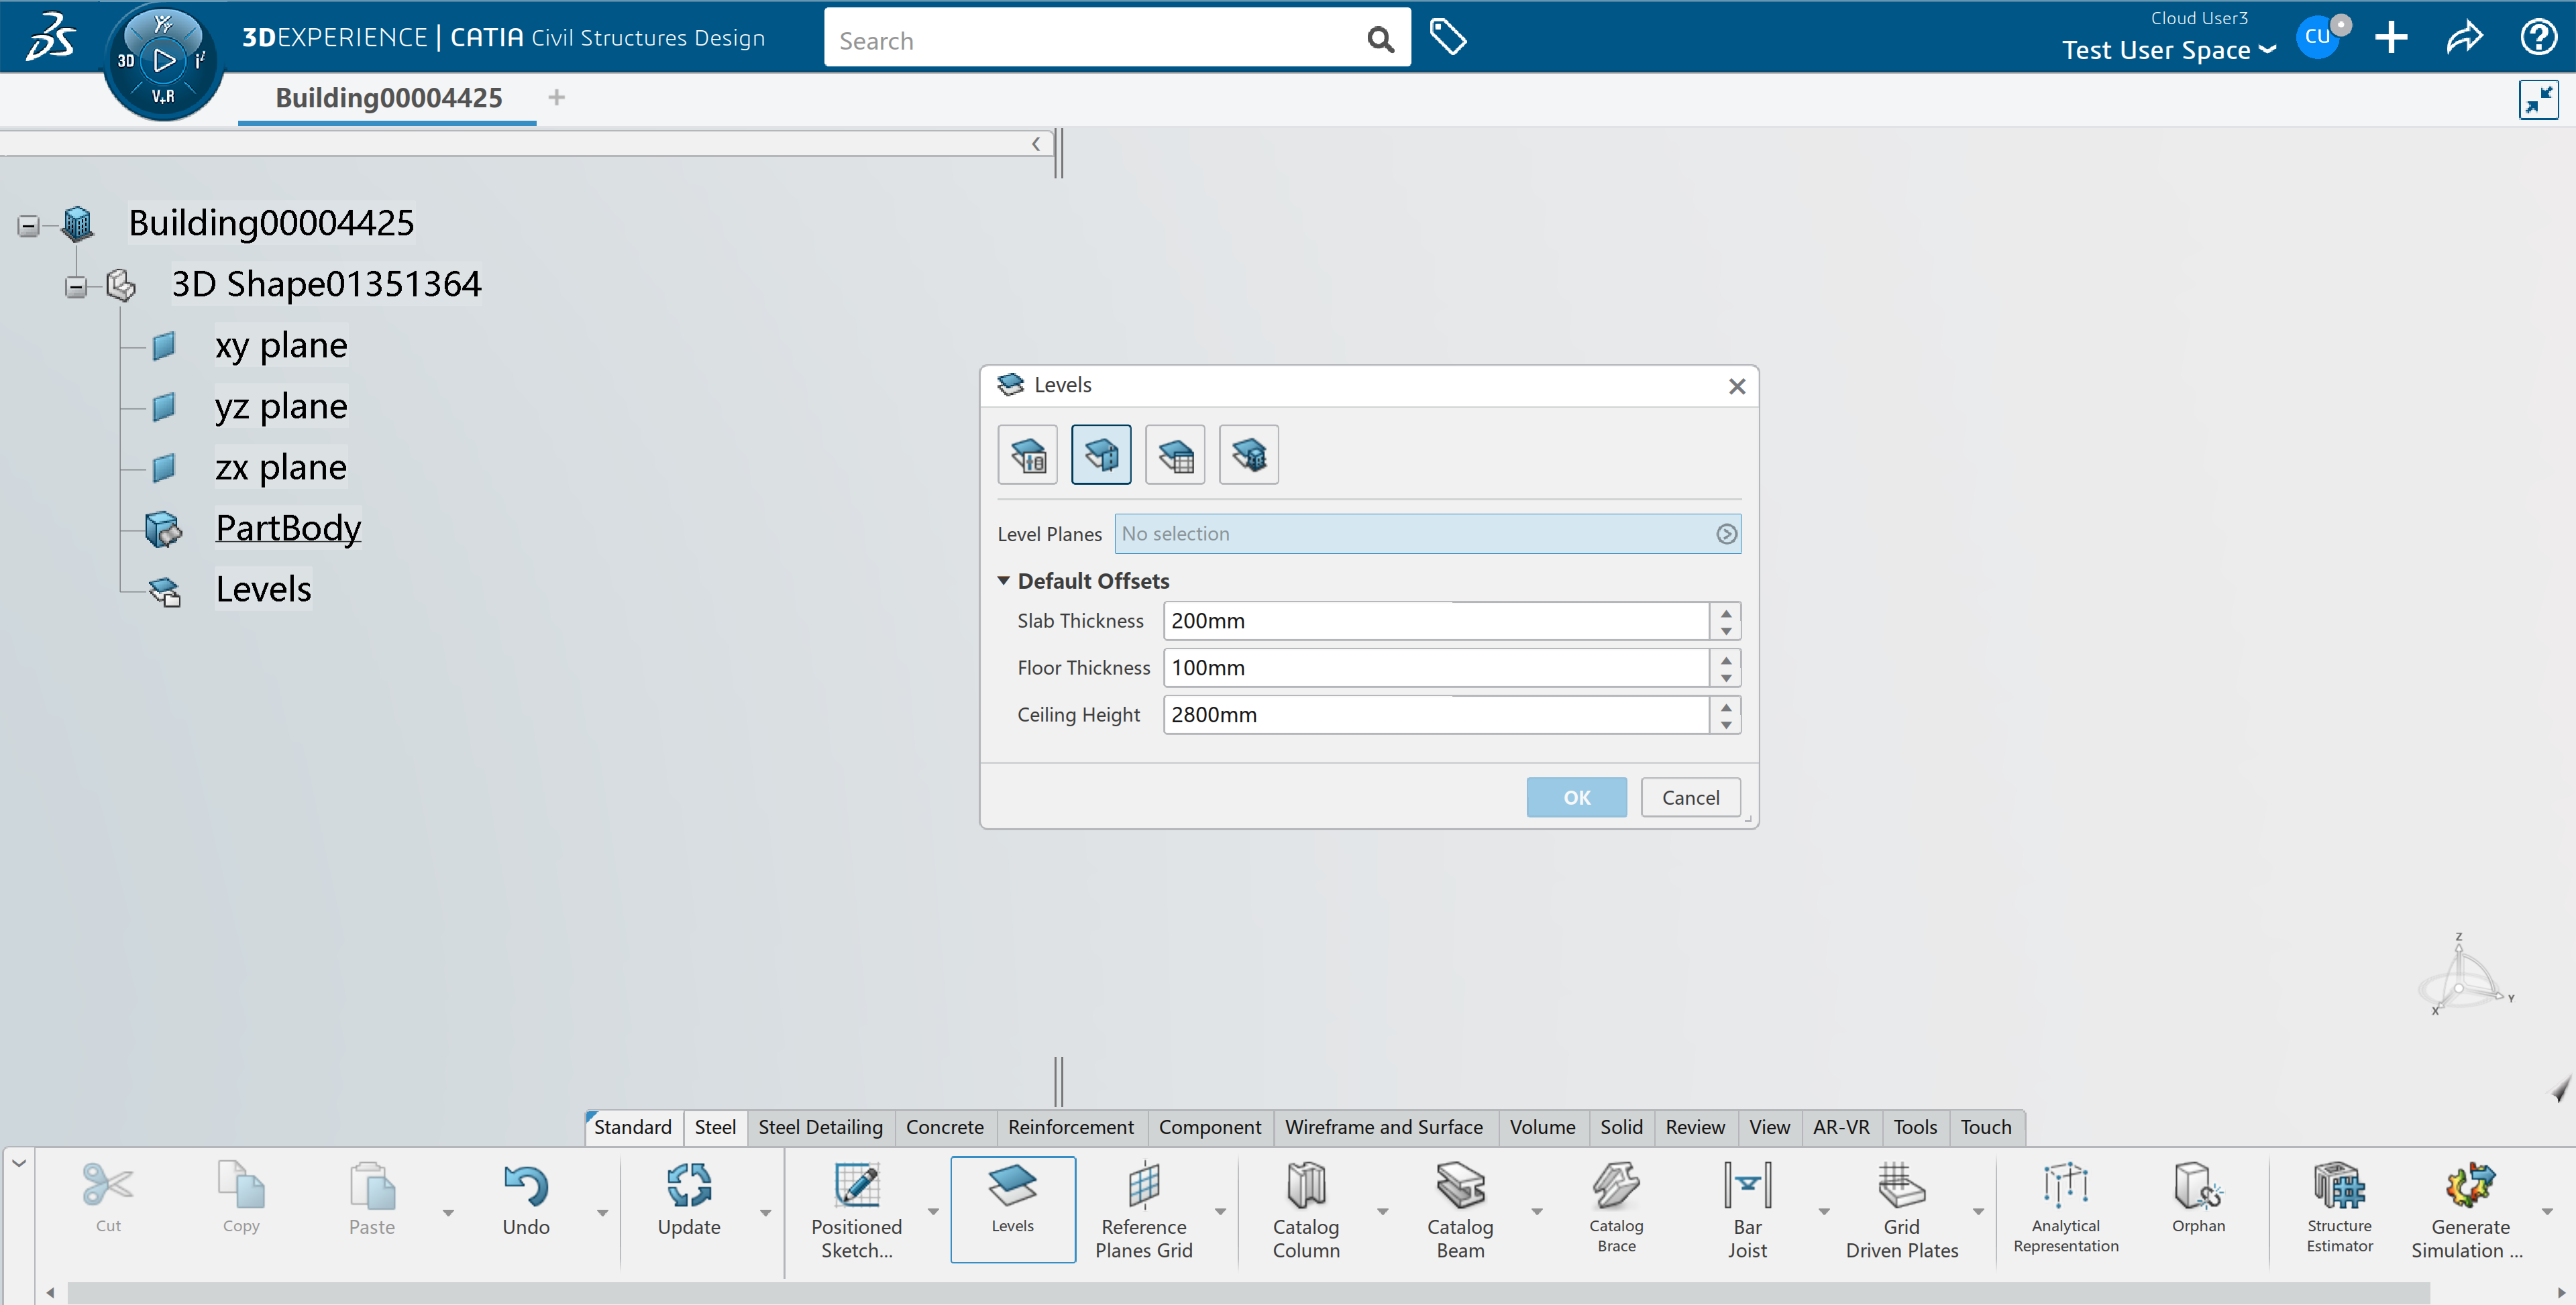 Cloud User3
3DEXPERIENCE | CATIA Civil Structures Design
Search
Test User Space
CU
3D
i
V+R
Building00004425
Building00004425
3D Shape01351364
xy plane
yz plane
zx plane
PartBody
Levels
Levels
Level Planes No selection
Default Offsets
Slab Thickness 200mm
Floor Thickness 100mm
Ceiling Height 2800mm
OK Cancel
Z
Y
X
Standard Steel Steel Detailing Concrete Reinforcement Component Wireframe and Surface Volume Solid Review View AR-VR Tools Touch
Cut
Copy
Paste
Undo
Update
Positioned
Sketch...
Levels
Reference
Planes Grid
Catalog
Column
Catalog
Beam
Catalog
Brace
Bar
Joist
Grid
Driven Plates
Analytical
Representation
Orphan
Structure
Estimator
Generate
Simulation ...